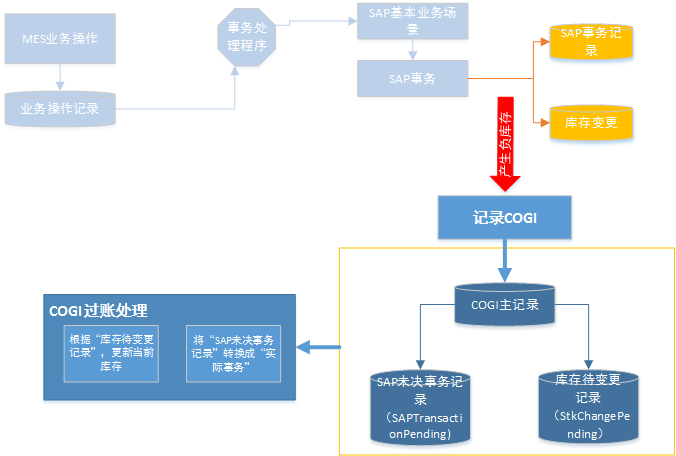 MES业务操作
业务操作记录
事务处
理程序
SAP基本业务场
景
SAP事务
SAP事务记
录
库存变更
产生负库存
记录COGI
COGI主记录
SAP未决事务记
录
（SAPTransacti
onPending）
库存待变更
记录
（StkChangePe
nding）
COGI过账处理
根据“库存待变更
记录”，更新当前
库存
将“SAP未决事务
记录”转换成“实
际事务”